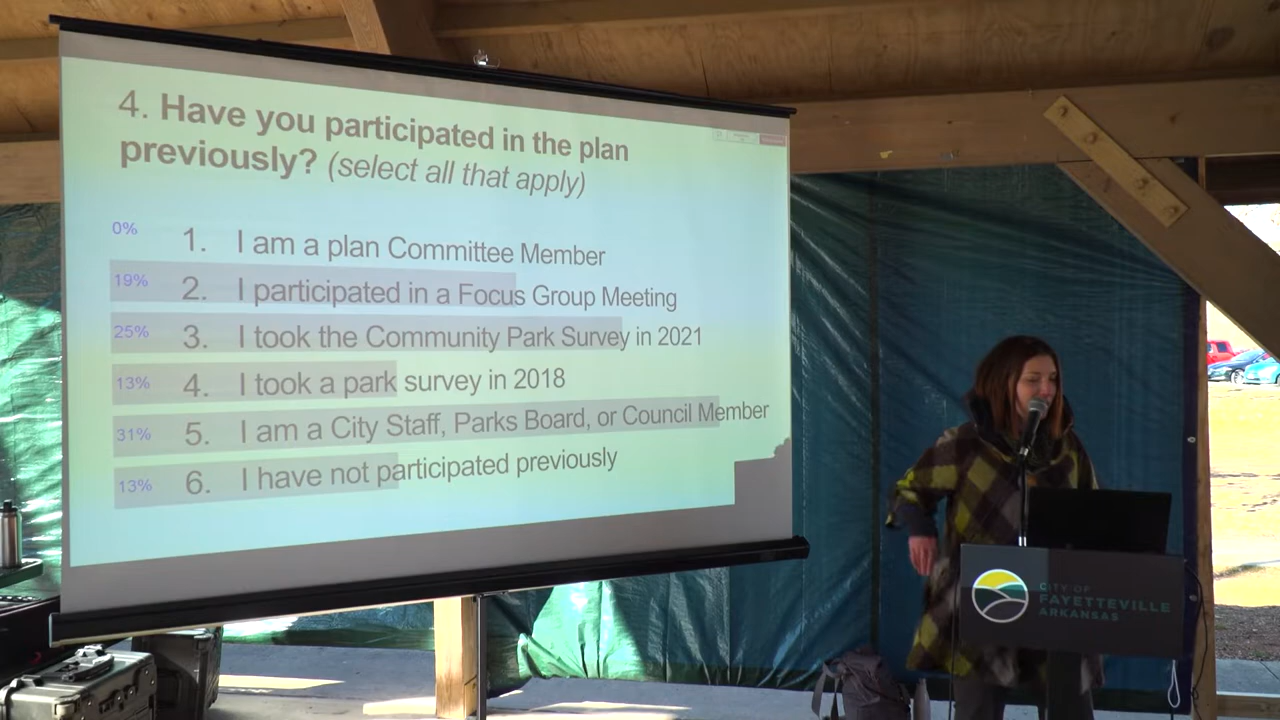 4. Have you participated in the plan
previously? (select all that apply)
0% 1. I am a plan Committee Member
19% 2. I participated in a Focus Group Meeting
25% 3. I took the Community Park Survey in 2021
13% 4. I took a park survey in 2018
31% 5. I am a City Staff, Parks Board, or Council Member
13% 6. I have not participated previously
CITY OF
FAYETTEVILLE
ARKANSAS